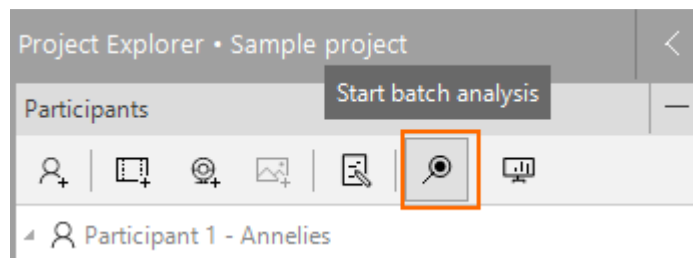 Project Explorer • Sample project
Start batch analysis
Participants
Participant 1 - Annelies